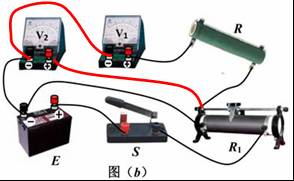 V₂ V₁ R
E S R₁
图(b)